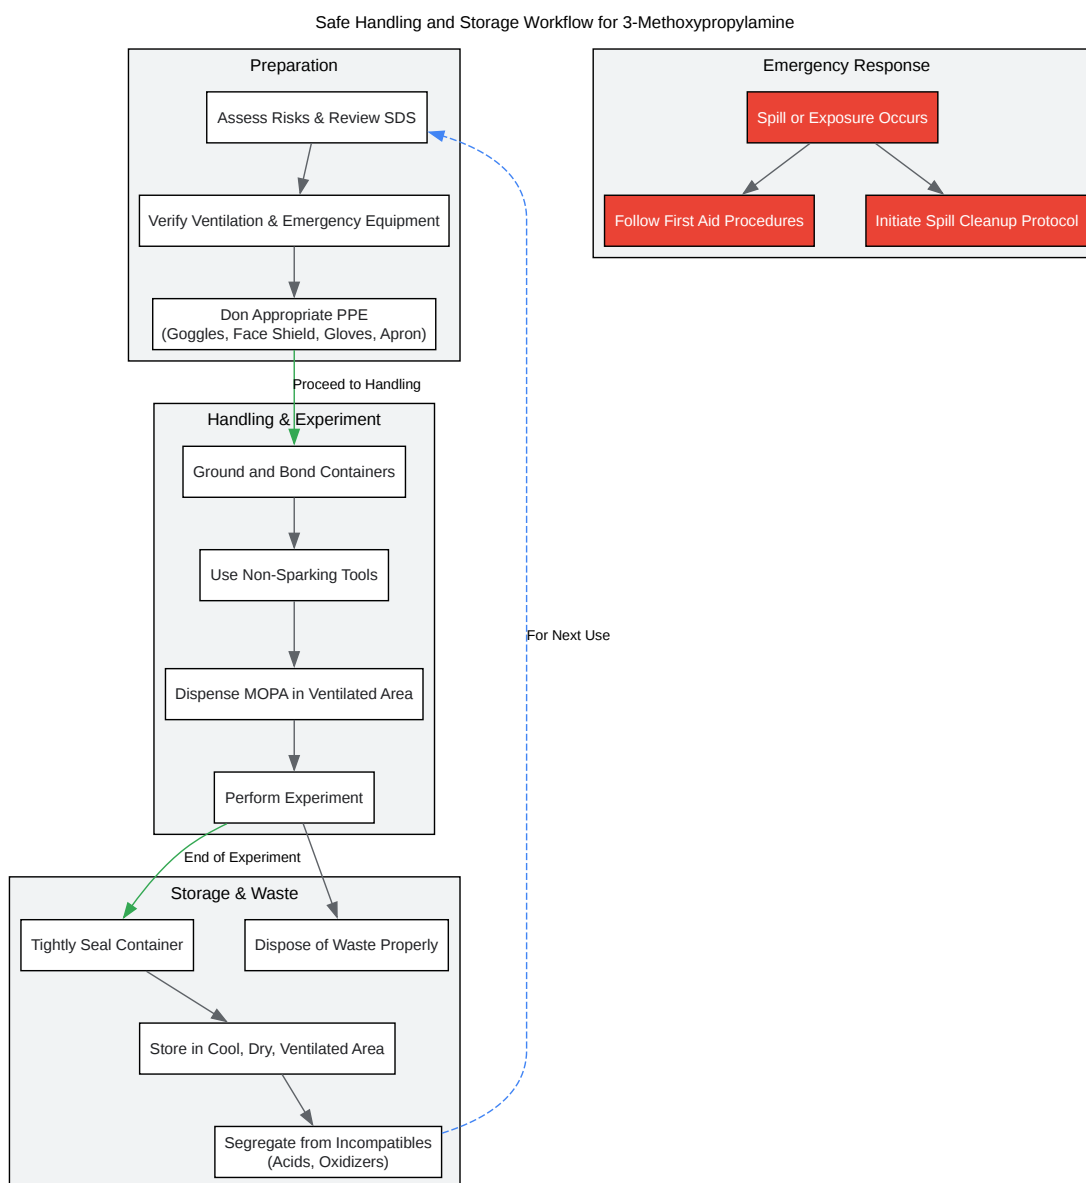 Safe Handling and Storage Workflow for 3-Methoxypropylamine
Preparation
Assess Risks & Review SDS
Verify Ventilation & Emergency Equipment
Don Appropriate PPE
(Goggles, Face Shield, Gloves, Apron)
Proceed to Handling
Handling & Experiment
Ground and Bond Containers
Use Non-Sparking Tools
Dispense MOPA in Ventilated Area
Perform Experiment
End of Experiment
Storage & Waste
Tightly Seal Container
Dispose of Waste Properly
Store in Cool, Dry, Ventilated Area
Segregate from Incompatibles
(Acids, Oxidizers)
For Next Use
Emergency Response
Spill or Exposure Occurs
Follow First Aid Procedures
Initiate Spill Cleanup Protocol